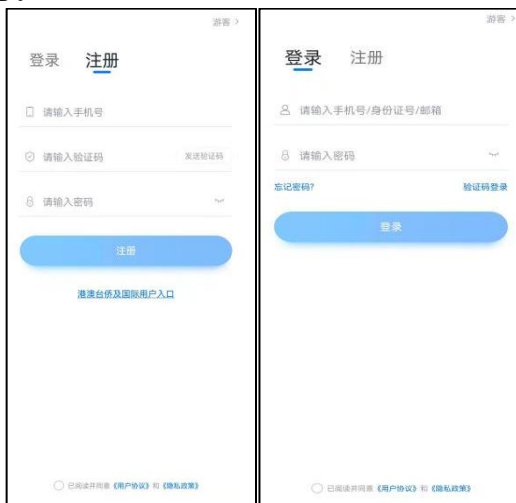 游客 >
登录 注册
请输入手机号
请输入验证码 发送验证码
请输入密码
注册
港澳台侨及国际用户入口
已阅读并同意《用户协议》和《隐私政策》
游客 >
登录 注册
请输入手机号/身份证号/邮箱
请输入密码
忘记密码? 验证码登录
登录
已阅读并同意《用户协议》和《隐私政策》